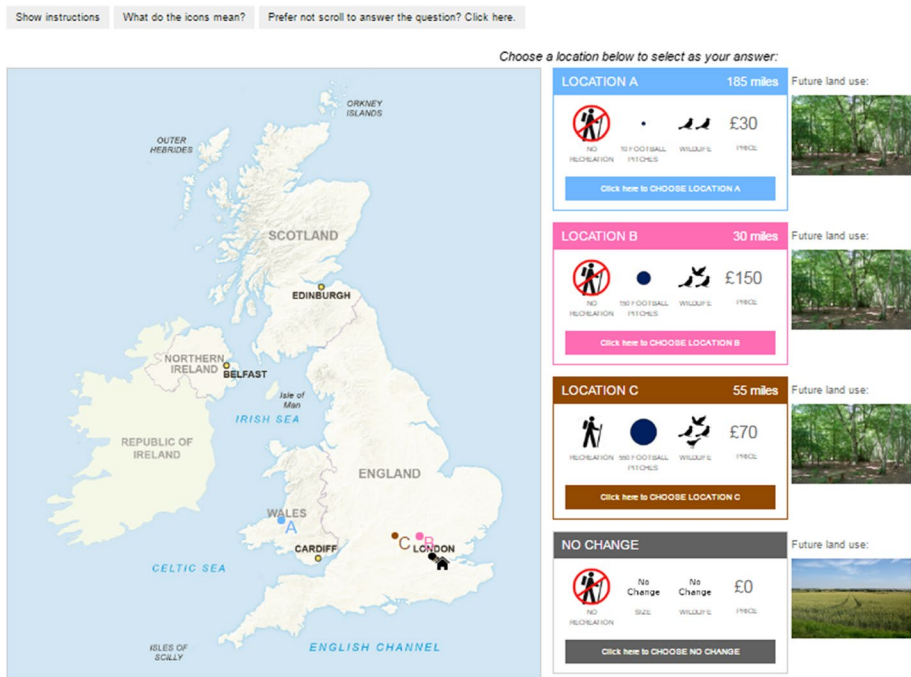 Show instructions
What do the icons mean?
Prefer not scroll to answer the question? Click here.
Choose a location below to select as your answer:
ORKNEY
ISLANDS
OUTER
HEBRIDES
SCOTLAND
EDINBURGH
NORTHERN
IRELAND
BELFAST
Isle of
Man
IRISH SEA
REPUBLIC OF
IRELAND
ENGLAND
WALES
A
CARDIFF
C
B
LONDON
CELTIC SEA
ISLES OF
SCILLY
ENGLISH CHANNEL
LOCATION A 185 miles
£30
NO
RECREATION
10 FOOTBALL
PITCHES
WILDLIFE
PRICE
Click here to CHOOSE LOCATION A
Future land use:
LOCATION B 30 miles
£150
NO
RECREATION
FOOTBALL
PITCHES
WILDLIFE
PRICE
Click here to CHOOSE LOCATION B
Future land use:
LOCATION C 55 miles
£70
RECREATION
FOOTBALL
PITCHES
WILDLIFE
PRICE
Click here to CHOOSE LOCATION C
Future land use:
NO CHANGE
No
Change
No
Change
£0
NO
RECREATION
SIZE
WILDLIFE
PRICE
Click here to CHOOSE NO CHANGE
Future land use: